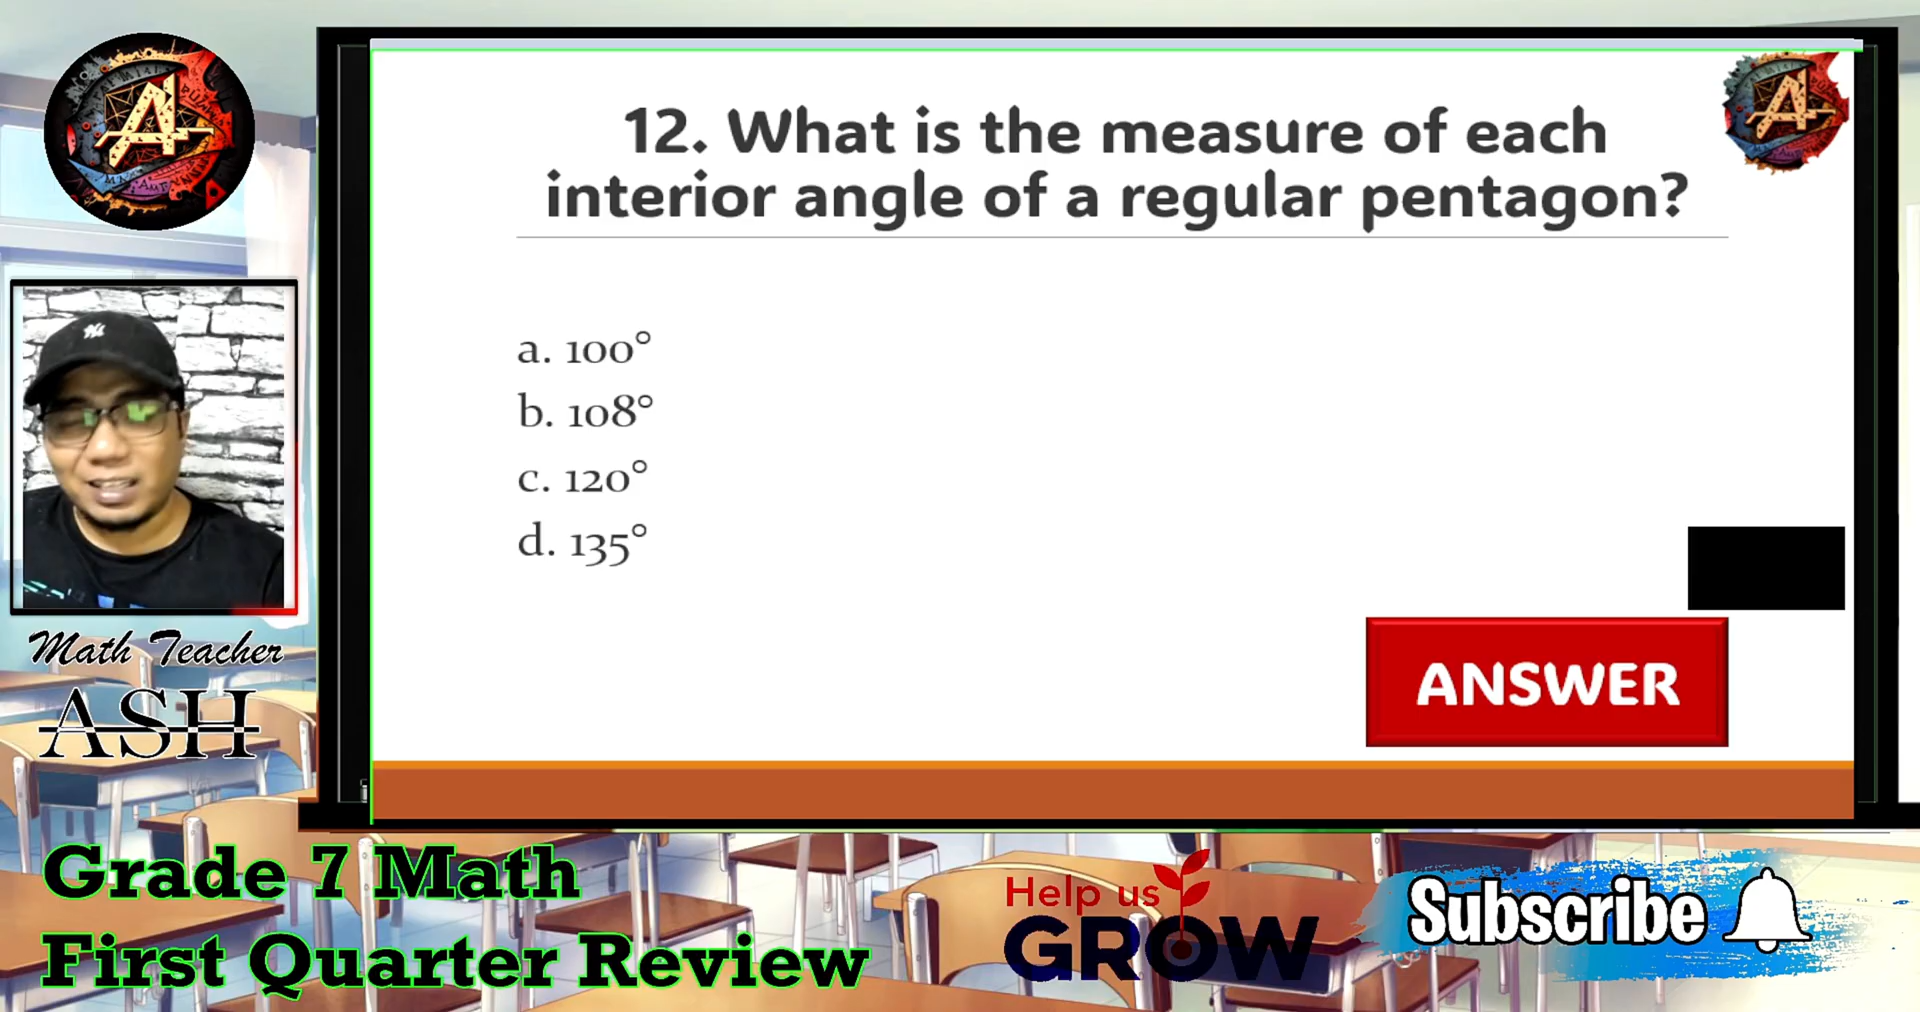 12. What is the measure of each
interior angle of a regular pentagon?
a. 100°
b. 108°
c. 120°
d. 135°
ANSWER
Math Teacher
ASH
Grade 7 Math
First Quarter Review
Help us
GROW
Subscribe